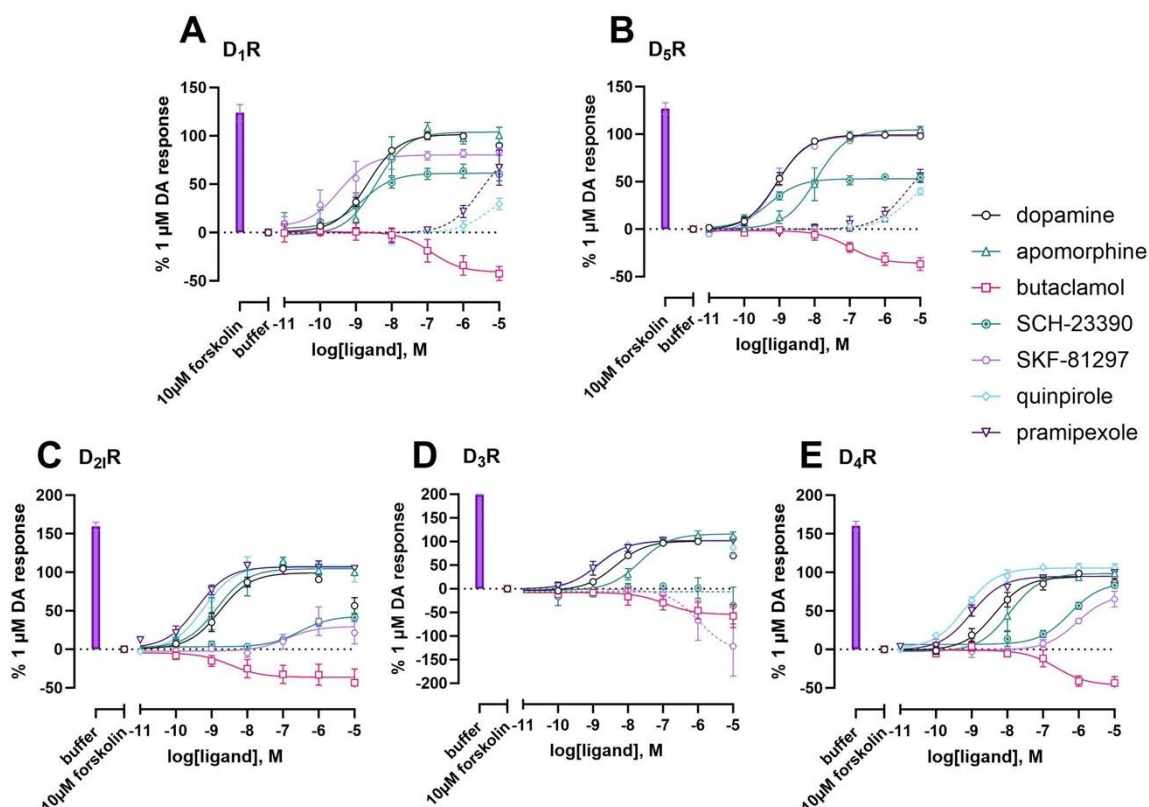 A
D₁R
% 1 µM DA response
150
100
50
0
-50
10µM forskolin
buffer
-11 -10 -9 -8 -7 -6 -5
log[ligand], M
B
D₅R
% 1 µM DA response
150
100
50
0
-50
10µM forskolin
buffer
-11 -10 -9 -8 -7 -6 -5
log[ligand], M
dopamine
apomorphine
butaclamol
SCH-23390
SKF-81297
quinpirole
pramipexole
C
D₂ₗR
% 1 µM DA response
200
150
100
50
0
-50
buffer
10µM forskolin
-11 -10 -9 -8 -7 -6 -5
log[ligand], M
D
D₃R
% 1 µM DA response
200
150
100
50
0
-50
-100
-150
-200
buffer
10µM forskolin
-11 -10 -9 -8 -7 -6 -5
log[ligand], M
E
D₄R
% 1 µM DA response
200
150
100
50
0
-50
buffer
10µM forskolin
-11 -10 -9 -8 -7 -6 -5
log[ligand], M